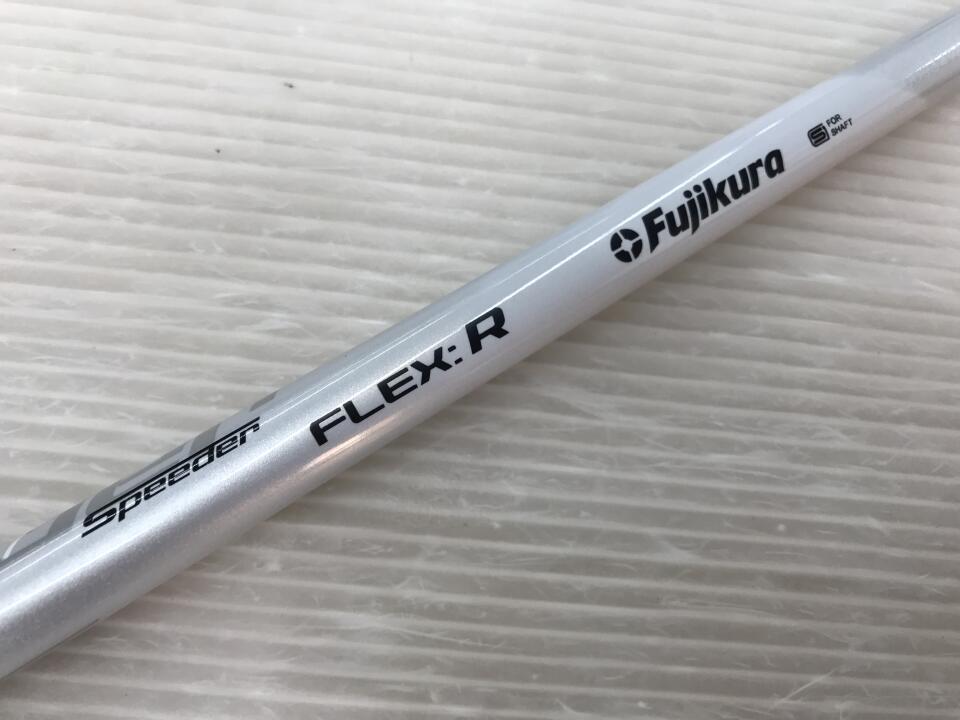 Speeder
FLEX: R
Fujikura
S FOR
SHAFT